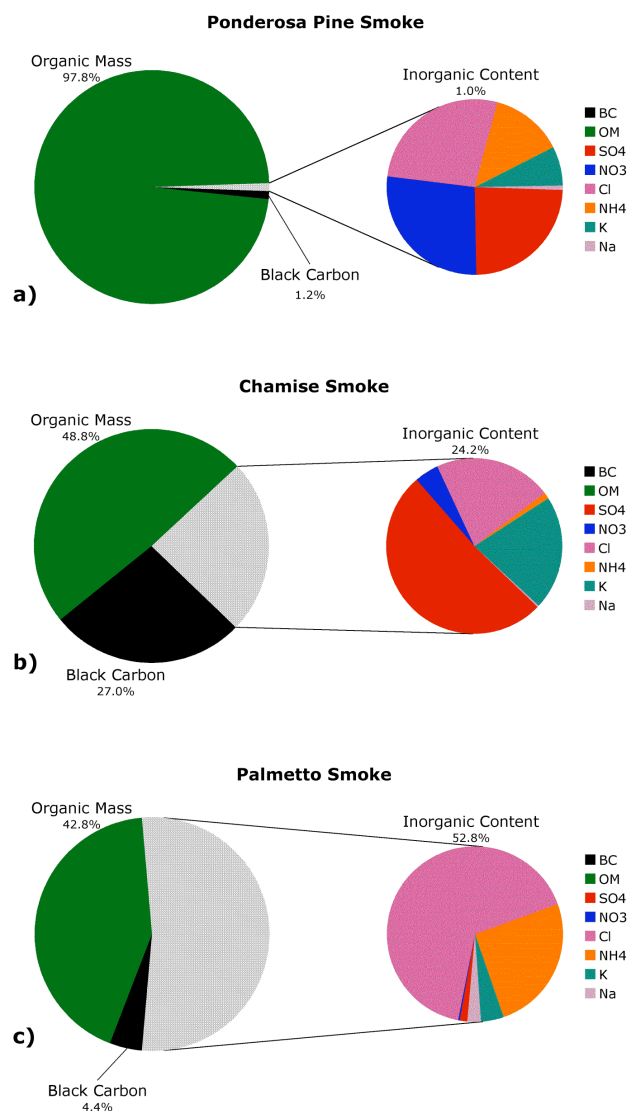 Ponderosa Pine Smoke
Organic Mass
97.8%
Inorganic Content
1.0%
BC
OM
SO4
NO3
Cl
NH4
K
Na
Black Carbon
1.2%
a)
Chamise Smoke
Organic Mass
48.8%
Inorganic Content
24.2%
BC
OM
SO4
NO3
Cl
NH4
K
Na
b)
Black Carbon
27.0%
Palmetto Smoke
Organic Mass
42.8%
Inorganic Content
52.8%
BC
OM
SO4
NO3
Cl
NH4
K
Na
c)
Black Carbon
4.4%